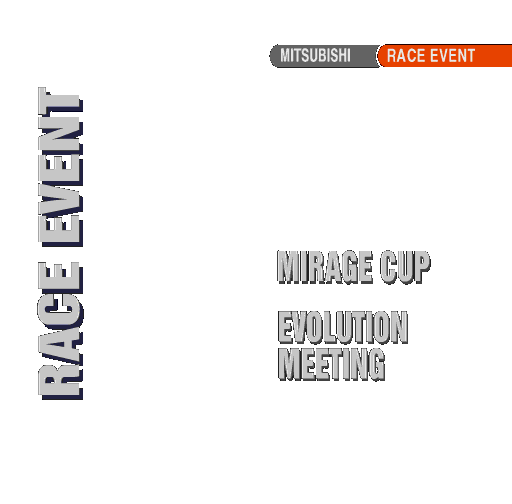 MITSUBISHI RACE EVENT
RACE EVENT
MIRAGE CUP
EVOLUTION
MEETING